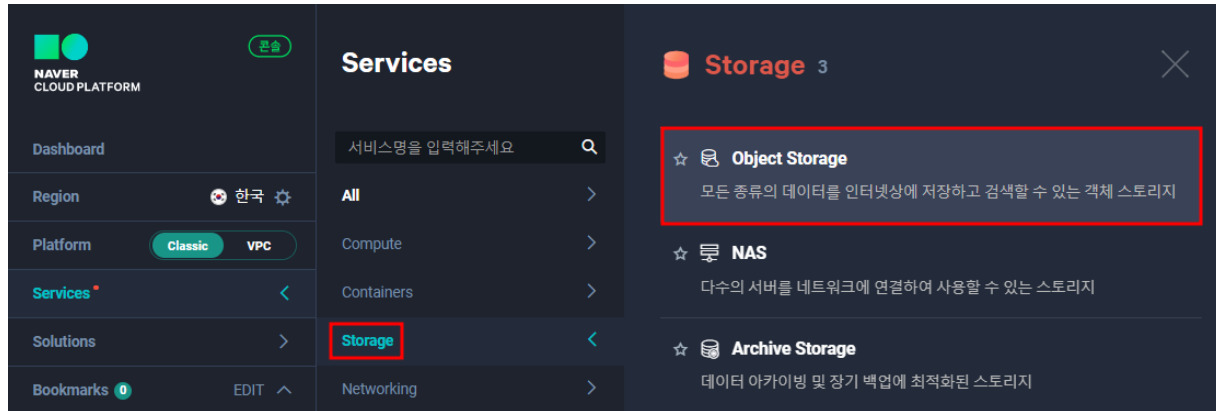 NAVER
CLOUD PLATFORM
콘솔
Dashboard
Region 한국
Platform Classic VPC
Services
Solutions
Bookmarks 0 EDIT
Services
서비스명을 입력해주세요
All
Compute
Containers
Storage
Networking
Storage 3
Object Storage
모든 종류의 데이터를 인터넷상에 저장하고 검색할 수 있는 객체 스토리지
NAS
다수의 서버를 네트워크에 연결하여 사용할 수 있는 스토리지
Archive Storage
데이터 아카이빙 및 장기 백업에 최적화된 스토리지